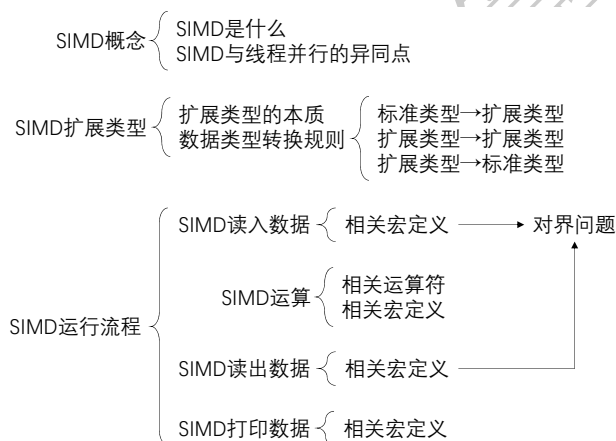 SIMD概念
SIMD是什么
SIMD与线程并行的异同点
SIMD扩展类型
扩展类型的本质
数据类型转换规则
标准类型→扩展类型
扩展类型→扩展类型
扩展类型→标准类型
SIMD运行流程
SIMD读入数据
相关宏定义
对界问题
SIMD运算
相关运算符
相关宏定义
SIMD读出数据
相关宏定义
SIMD打印数据
相关宏定义